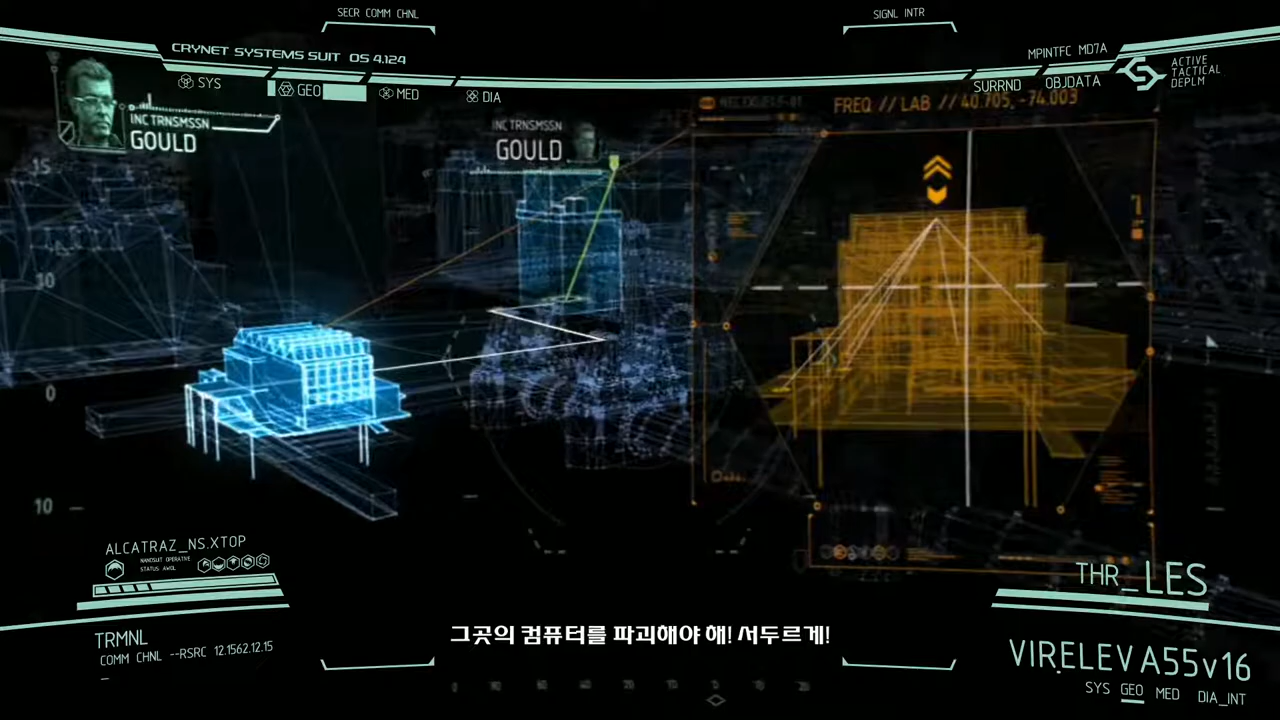 SECR COMM CHNL
SIGNL INTR
CRYNET SYSTEMS SUIT OS 4.124
MPINTFC MD7A
ACTIVE
TACTICAL
DEPLM
SYS
GEO
MED
DIA
SURRND
OBJDATA
INC TRNSMSSN
GOULD
INC TRNSMSSN
GOULD
FREQ // LAB // 40.705, -74.003
15
10
0
10
ALCATRAZ_NS.XTOP
NANOSUIT OPERATIVE
STATUS AWOL
THR_LES
TRMNL
COMM CHNL --RSRC 12.1562.12.15
그곳의 컴퓨터를 파괴해야 해! 서두르게!
VIRELEVA55v16
SYS GEO MED DIA_INT